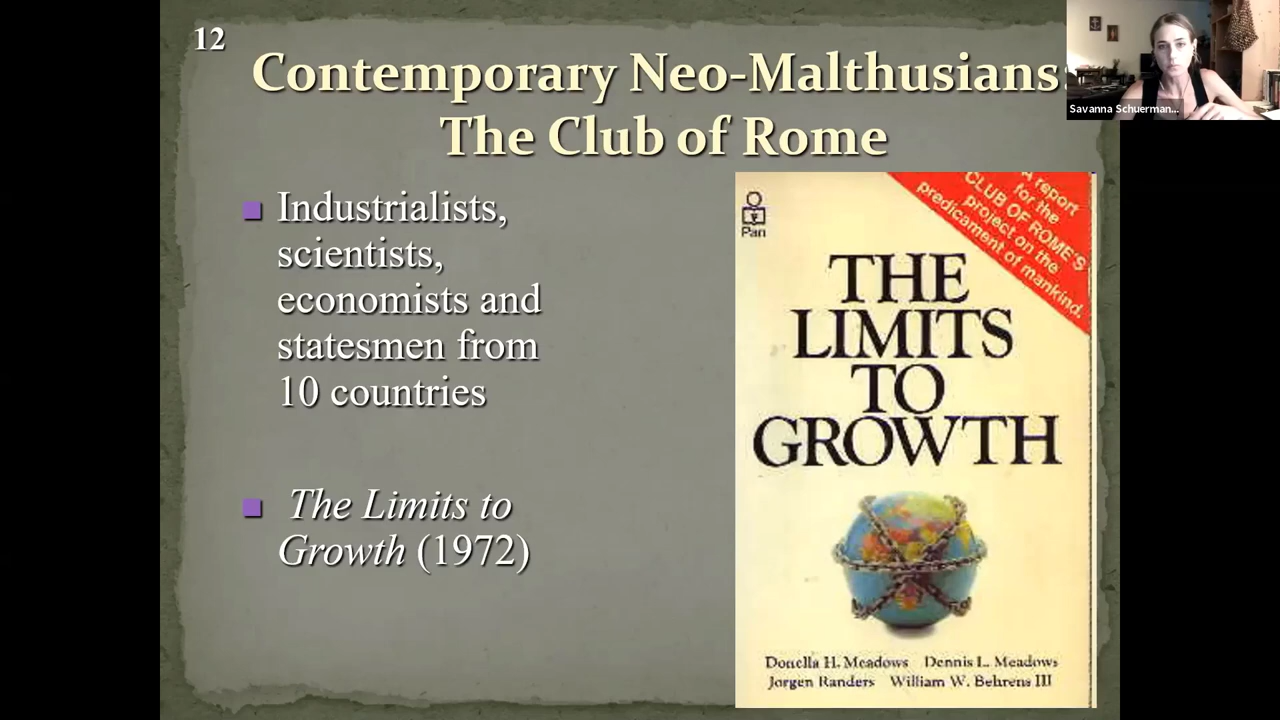 12
Contemporary Neo-Malthusians:
The Club of Rome
Savanna Schuerman...
Industrialists,
scientists,
economists and
statesmen from
10 countries
The Limits to
Growth (1972)
Pan
A report
for the
CLUB OF ROME'S
project on the
predicament of mankind.
THE
LIMITS
TO
GROWTH
Donella H. Meadows Dennis L. Meadows
Jorgen Randers William W. Behrens III